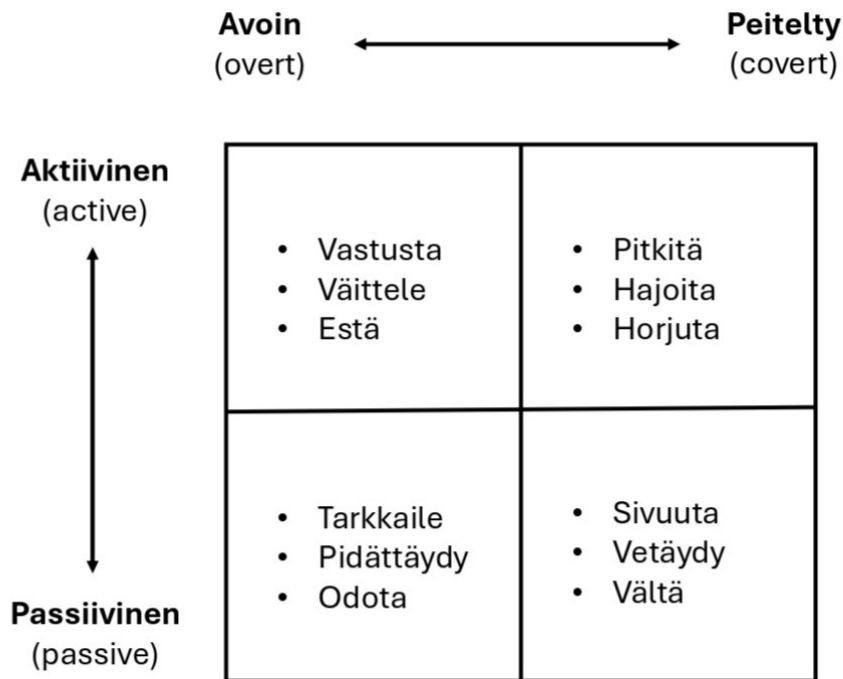 Avoin
(overt)
Peitelty
(covert)
Aktiivinen
(active)
• Vastusta
• Väittele
• Estä
• Pitkitä
• Hajoita
• Horjuta
• Tarkkaile
• Pidättäydy
• Odota
• Sivuuta
• Vetäydy
• Vältä
Passiivinen
(passive)